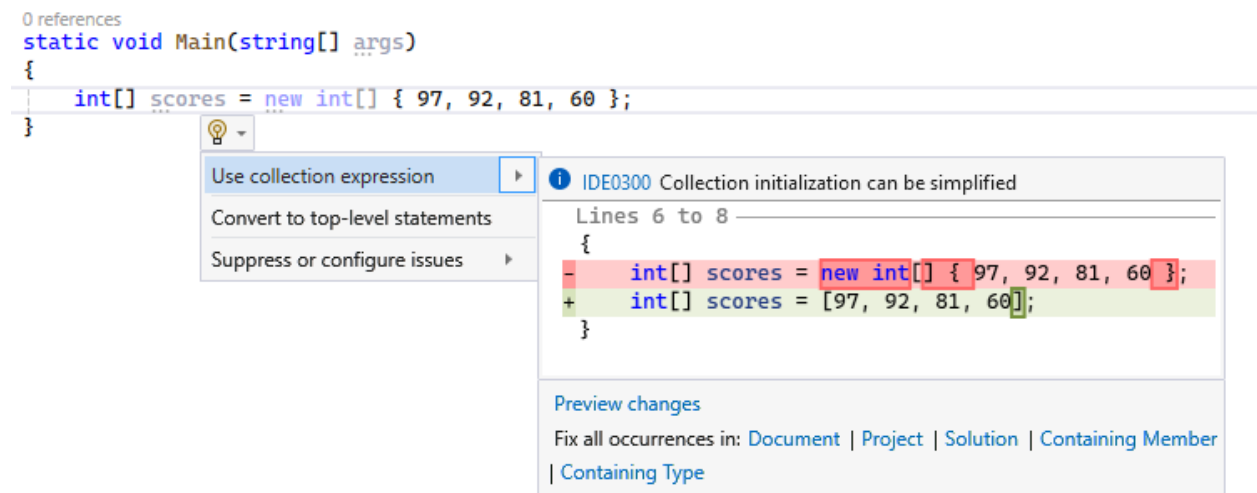 0 references
static void Main(string[] args)
{
int[] scores = new int[] { 97, 92, 81, 60 };
}
Use collection expression
Convert to top-level statements
Suppress or configure issues
IDE0300 Collection initialization can be simplified
Lines 6 to 8
{
- int[] scores = new int[] { 97, 92, 81, 60 };
+ int[] scores = [97, 92, 81, 60];
}
Preview changes
Fix all occurrences in: Document | Project | Solution | Containing Member
| Containing Type